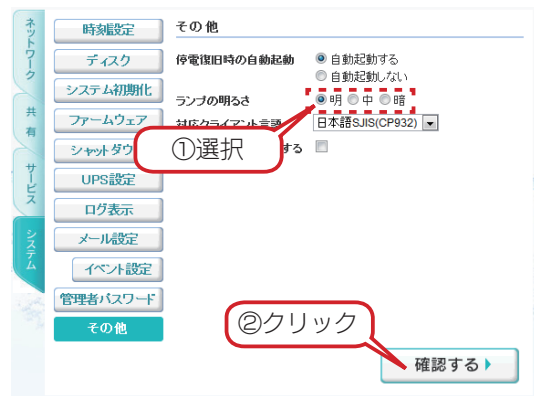 ネットワーク
共有
サービス
システム
時刻設定
ディスク
システム初期化
ファームウェア
シャットダウ
UPS設定
ログ表示
メール設定
イベント設定
管理者パスワード
その他
その他
停電復旧時の自動起動 自動起動する
自動起動しない
ランプの明るさ 明 中 暗
対応クライアント言語 日本語SJIS(CP932)
する
①選択
②クリック
確認する